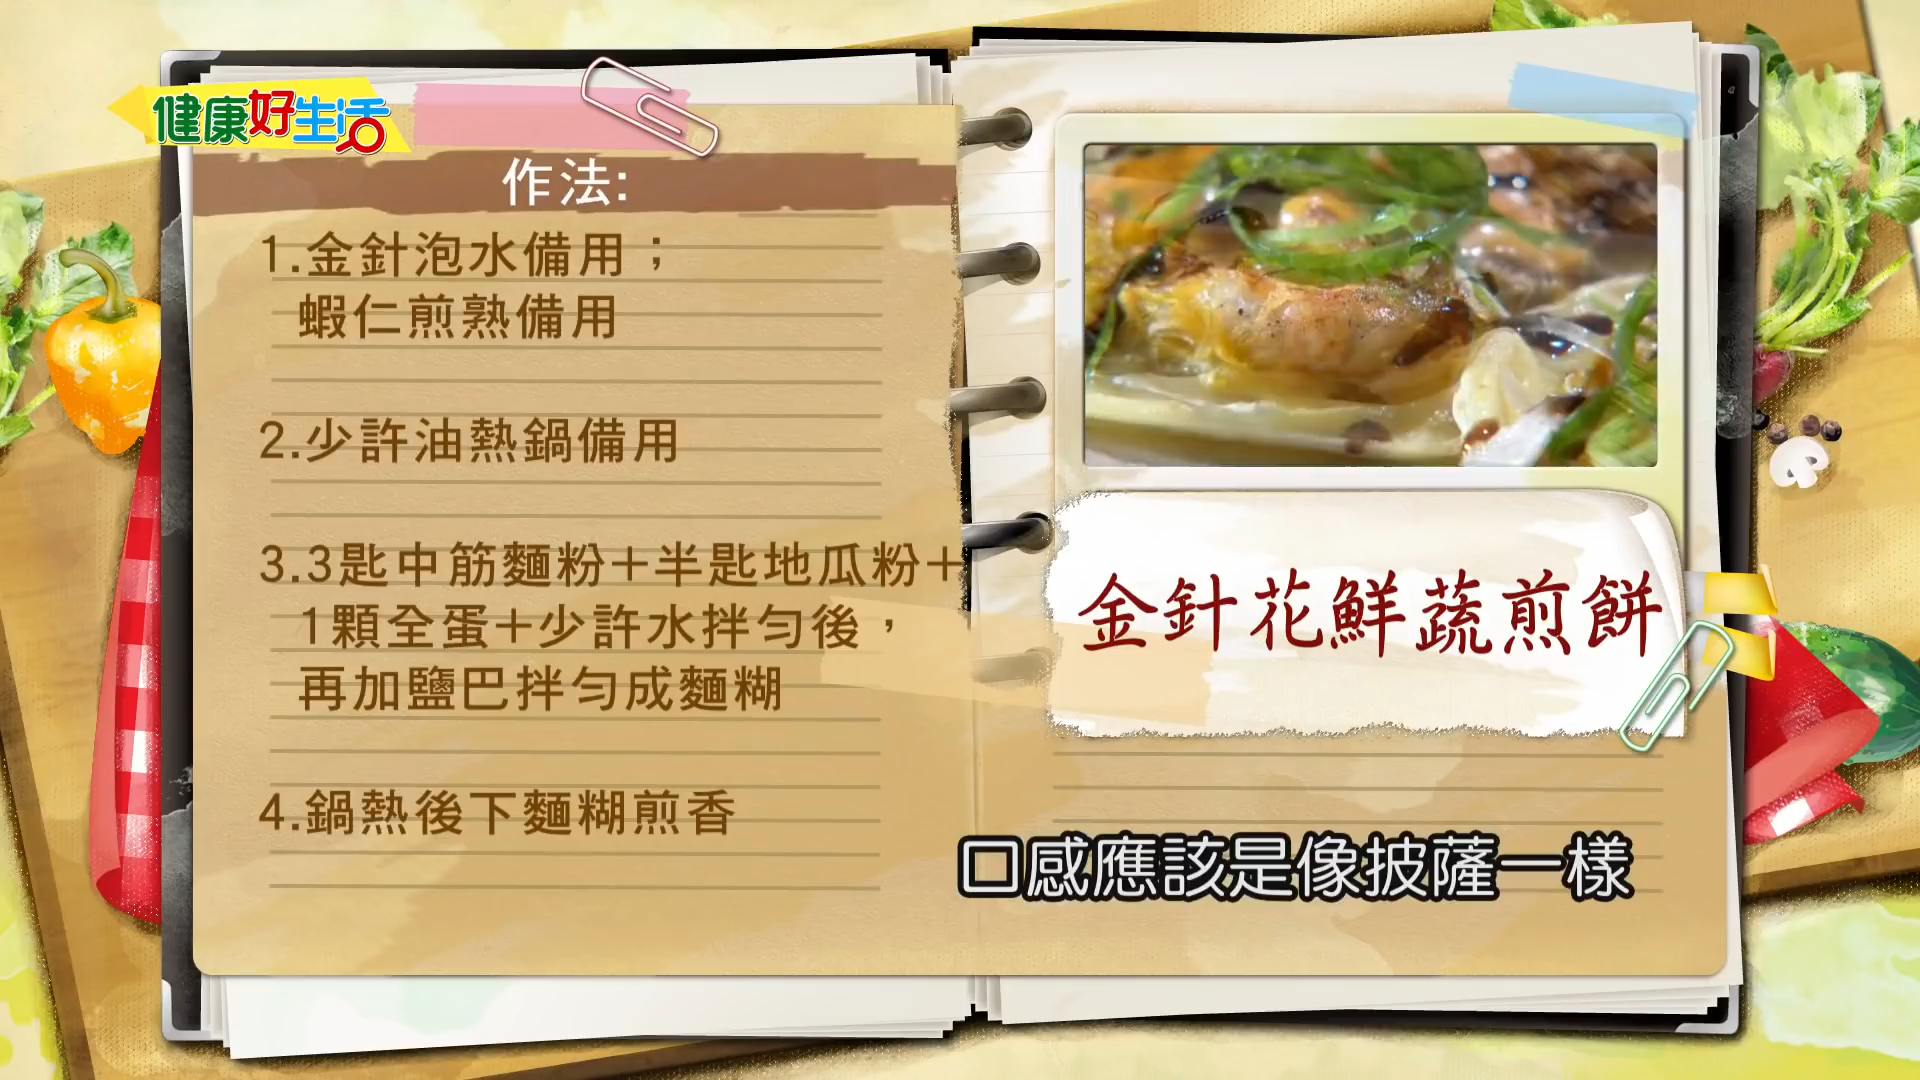 健康好生活
作法:
1.金針泡水備用；
蝦仁煎熟備用
2.少許油熱鍋備用
3.3匙中筋麵粉+半匙地瓜粉+
1顆全蛋+少許水拌勻後，
再加鹽巴拌勻成麵糊
4.鍋熱後下麵糊煎香
金針花鮮蔬煎餅
口感應該是像披薩一樣